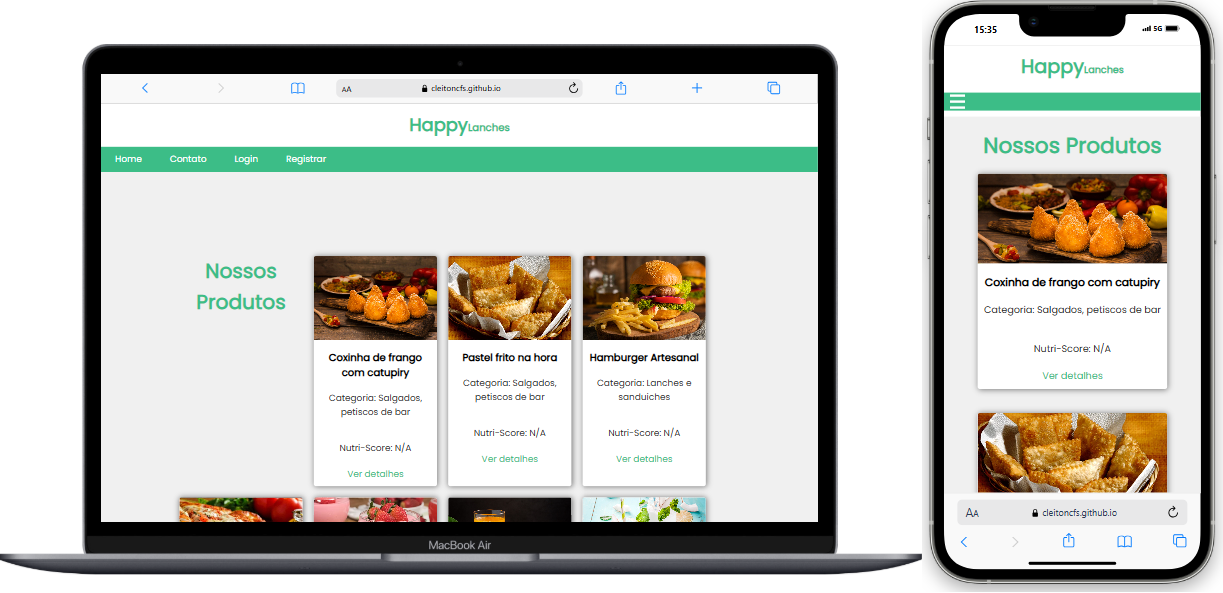 AA cleitoncfs.github.io
HappyLanches
Home Contato Login Registrar
Nossos
Produtos
Coxinha de frango
com catupiry
Categoria: Salgados,
petiscos de bar
Nutri-Score: N/A
Ver detalhes
Pastel frito na hora
Categoria: Salgados,
petiscos de bar
Nutri-Score: N/A
Ver detalhes
Hamburger Artesanal
Categoria: Lanches e
sanduiches
Nutri-Score: N/A
Ver detalhes
MacBook Air
15:35 5G
HappyLanches
Nossos Produtos
Coxinha de frango com catupiry
Categoria: Salgados, petiscos de bar
Nutri-Score: N/A
Ver detalhes
AA cleitoncfs.github.io